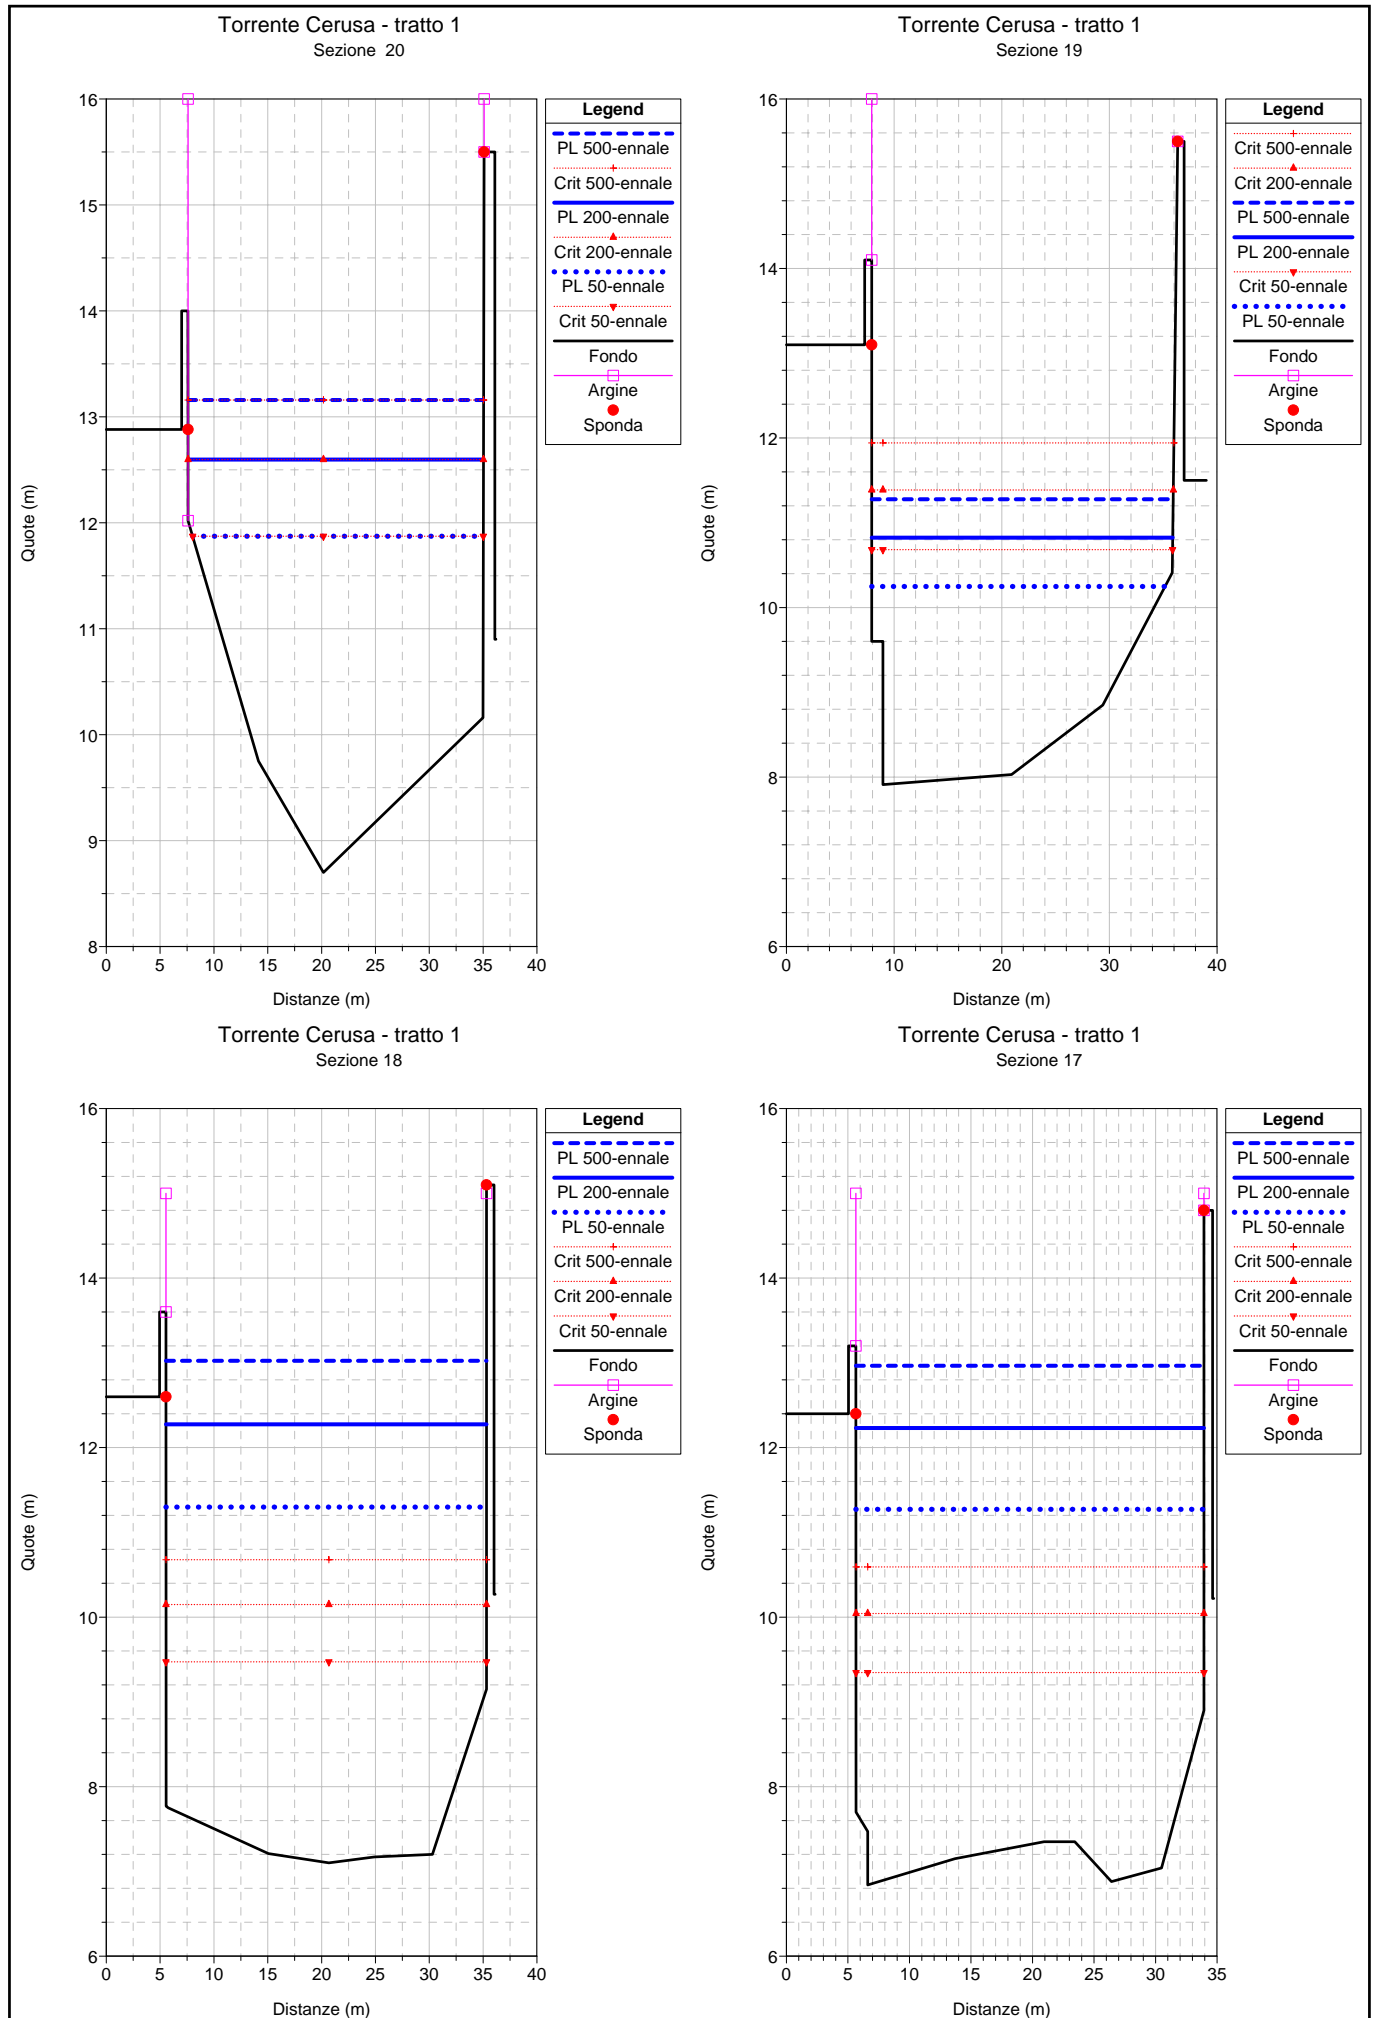 Torrente Cerusa - tratto 1
Sezione  20
Quote (m)
16
15
14
13
12
11
10
9
8
0 5 10 15 20 25 30 35 40
Distanze (m)
Legend
PL 500-ennale
Crit 500-ennale
PL 200-ennale
Crit 200-ennale
PL 50-ennale
Crit 50-ennale
Fondo
Argine
Sponda
Torrente Cerusa - tratto 1
Sezione 19
Quote (m)
16
14
12
10
8
6
0 10 20 30 40
Distanze (m)
Legend
Crit 500-ennale
Crit 200-ennale
PL 500-ennale
PL 200-ennale
Crit 50-ennale
PL 50-ennale
Fondo
Argine
Sponda
Torrente Cerusa - tratto 1
Sezione 18
Quote (m)
16
14
12
10
8
6
0 5 10 15 20 25 30 35 40
Distanze (m)
Legend
PL 500-ennale
PL 200-ennale
PL 50-ennale
Crit 500-ennale
Crit 200-ennale
Crit 50-ennale
Fondo
Argine
Sponda
Torrente Cerusa - tratto 1
Sezione 17
Quote (m)
16
14
12
10
8
6
0 5 10 15 20 25 30 35
Distanze (m)
Legend
PL 500-ennale
PL 200-ennale
PL 50-ennale
Crit 500-ennale
Crit 200-ennale
Crit 50-ennale
Fondo
Argine
Sponda